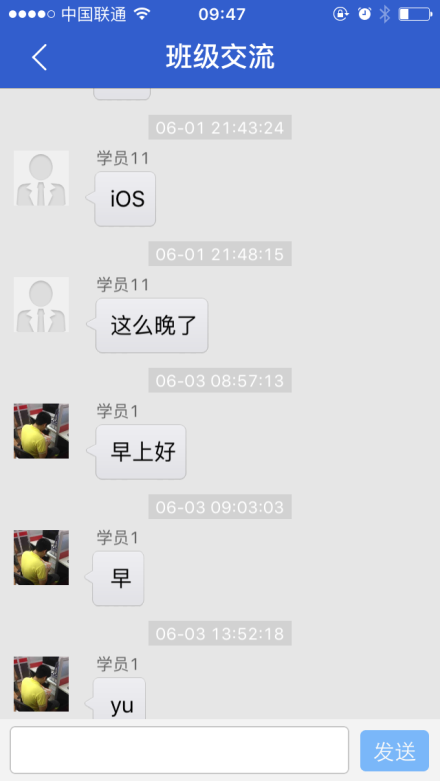 中国联通
09:47
班级交流
06-01 21:43:24
学员11
iOS
06-01 21:48:15
学员11
这么晚了
06-03 08:57:13
学员1
早上好
06-03 09:03:03
学员1
早
06-03 13:52:18
学员1
yu
发送